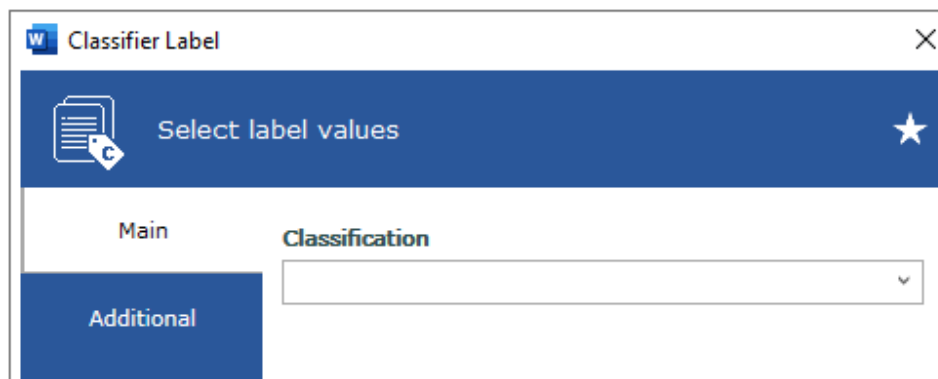 W Classifier Label
C
Select label values
Main
Classification
Additional